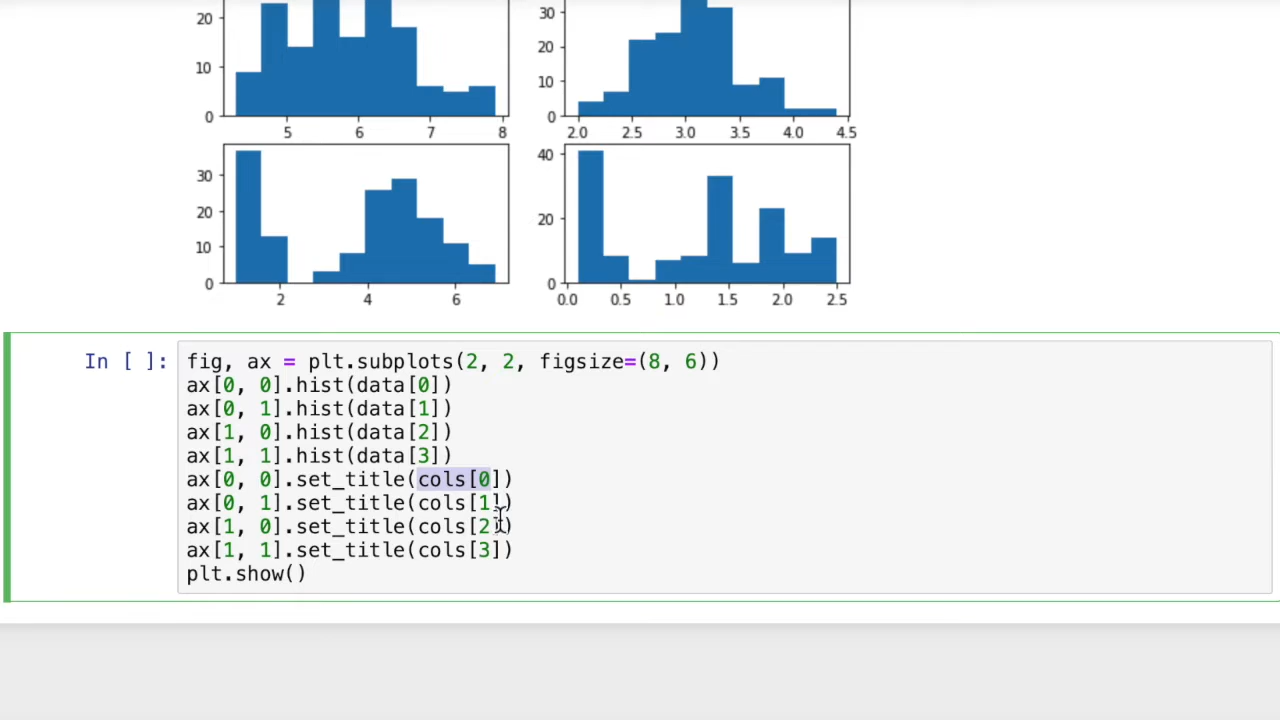 20
10
0
5 6 7 8
30
20
10
0
2.0 2.5 3.0 3.5 4.0 4.5
30
20
10
0
2 4 6
40
20
0
0.0 0.5 1.0 1.5 2.0 2.5
In [ ]:
fig, ax = plt.subplots(2, 2, figsize=(8, 6))
ax[0, 0].hist(data[0])
ax[0, 1].hist(data[1])
ax[1, 0].hist(data[2])
ax[1, 1].hist(data[3])
ax[0, 0].set_title(cols[0])
ax[0, 1].set_title(cols[1])
ax[1, 0].set_title(cols[2])
ax[1, 1].set_title(cols[3])
plt.show()